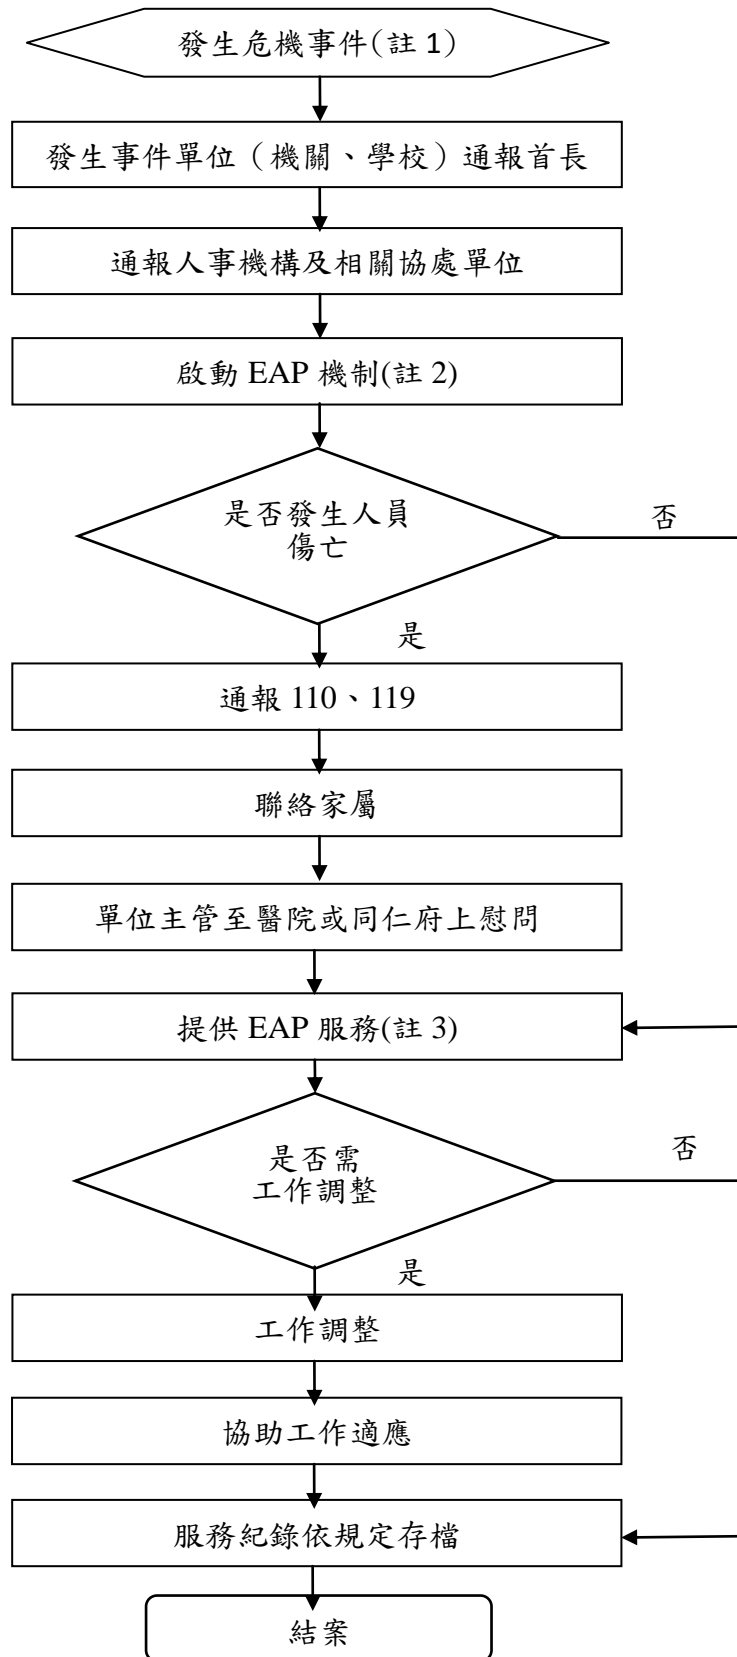 發生危機事件(註 1)
發生事件單位（機關、學校）通報首長
通報人事機構及相關協處單位
啟動 EAP 機制(註 2)
是否發生人員
傷亡
否
是
通報 110、119
聯絡家屬
單位主管至醫院或同仁府上慰問
提供 EAP 服務(註 3)
是否需
工作調整
否
是
工作調整
協助工作適應
服務紀錄依規定存檔
結案